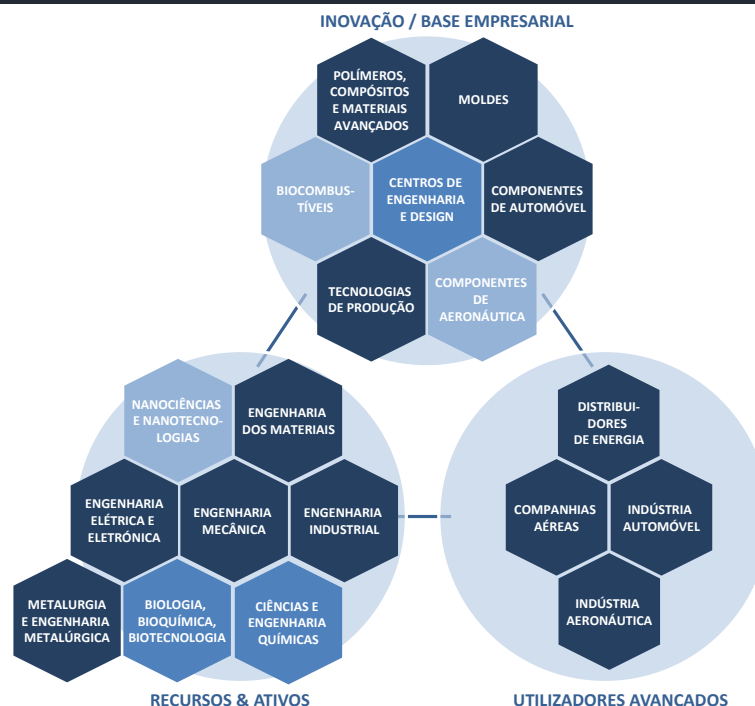 INOVAÇÃO / BASE EMPRESARIAL
POLÍMEROS,
COMPÓSITOS
E MATERIAIS
AVANÇADOS
MOLDES
BIOCOMBUS-
TÍVEIS
CENTROS DE
ENGENHARIA
E DESIGN
COMPONENTES
DE AUTOMÓVEL
TECNOLOGIAS
DE PRODUÇÃO
COMPONENTES
DE
AERONÁUTICA
NANOCIÊNCIAS
E NANOTECNO-
LOGIAS
ENGENHARIA
DOS MATERIAIS
ENGENHARIA
ELÉTRICA E
ELETRÓNICA
ENGENHARIA
MECÂNICA
ENGENHARIA
INDUSTRIAL
METALURGIA
E ENGENHARIA
METALÚRGICA
BIOLOGIA,
BIOQUÍMICA,
BIOTECNOLOGIA
CIÊNCIAS E
ENGENHARIA
QUÍMICAS
RECURSOS & ATIVOS
DISTRIBUI-
DORES
DE ENERGIA
COMPANHIAS
AÉREAS
INDÚSTRIA
AUTOMÓVEL
INDÚSTRIA
AERONÁUTICA
UTILIZADORES AVANÇADOS